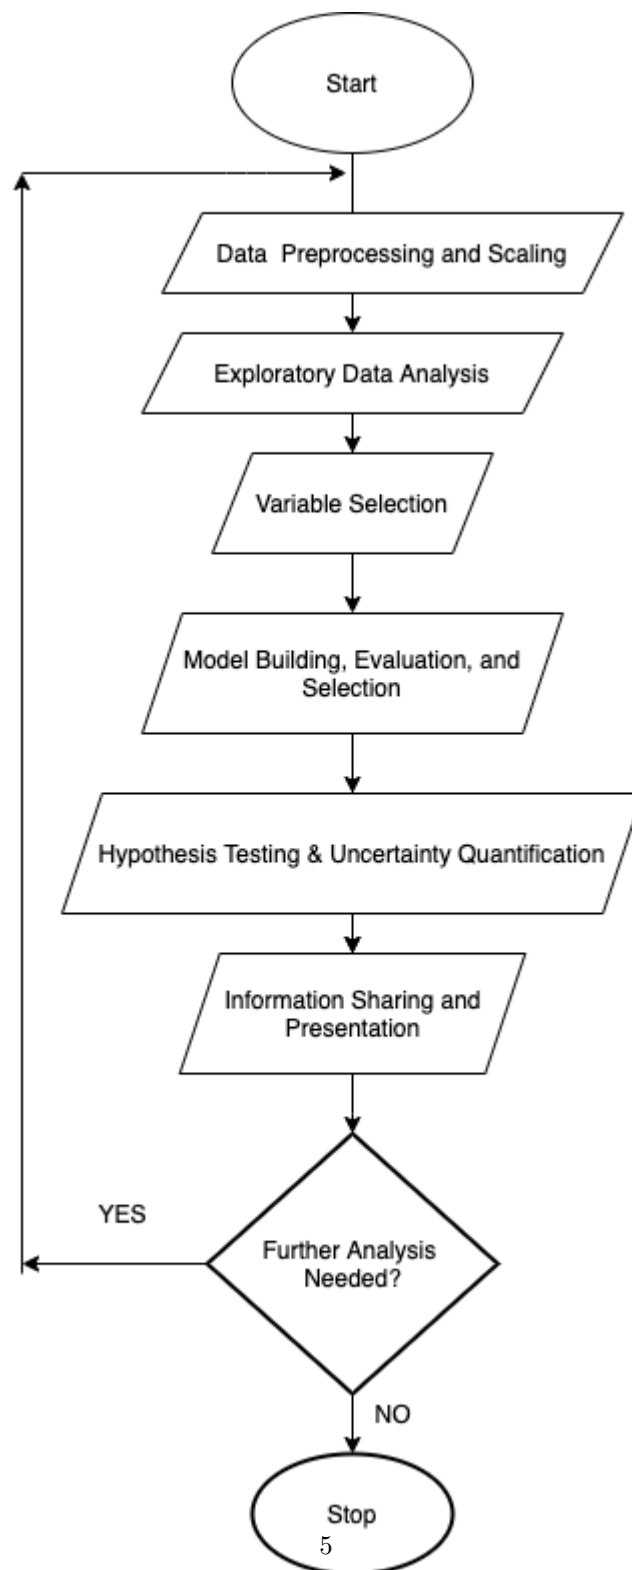 Start
Data  Preprocessing and Scaling
Exploratory Data Analysis
Variable Selection
Model Building, Evaluation, and
Selection
Hypothesis Testing & Uncertainty Quantification
Information Sharing and
Presentation
YES
Further Analysis
Needed?
NO
Stop
5